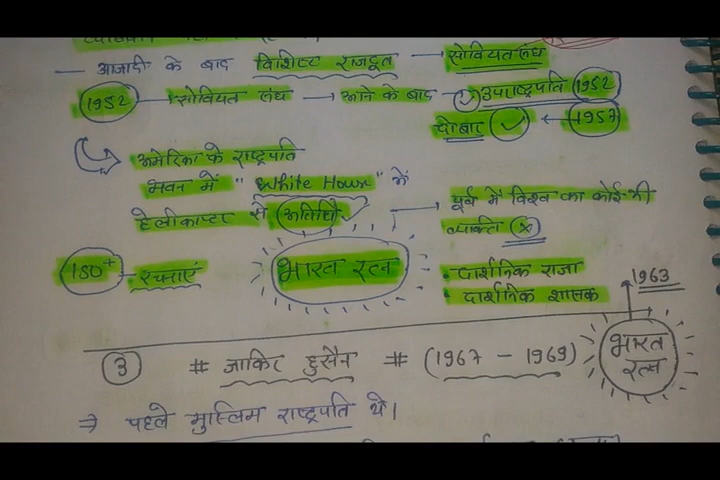 — आजादी के बाद विशिष्ट राजदूत → सोवियत संघ
1952 → सोवियत संघ → आने के बाद → ✓ उपराष्ट्रपति 1952
दोबारा ✓ ← 1957
अमेरिका के राष्ट्रपति
भवन में "White House" में
हेलीकाप्टर से अतिथि → पूर्व में विश्व का कोई भी
व्यक्ति ×
150+ रचनाएं
भारत रत्न
• दार्शनिक राजा
• दार्शनिक शासक
1963
भारत
रत्न
3 # जाकिर हुसैन # (1967 - 1969)
⇒ पहले मुस्लिम राष्ट्रपति थे।